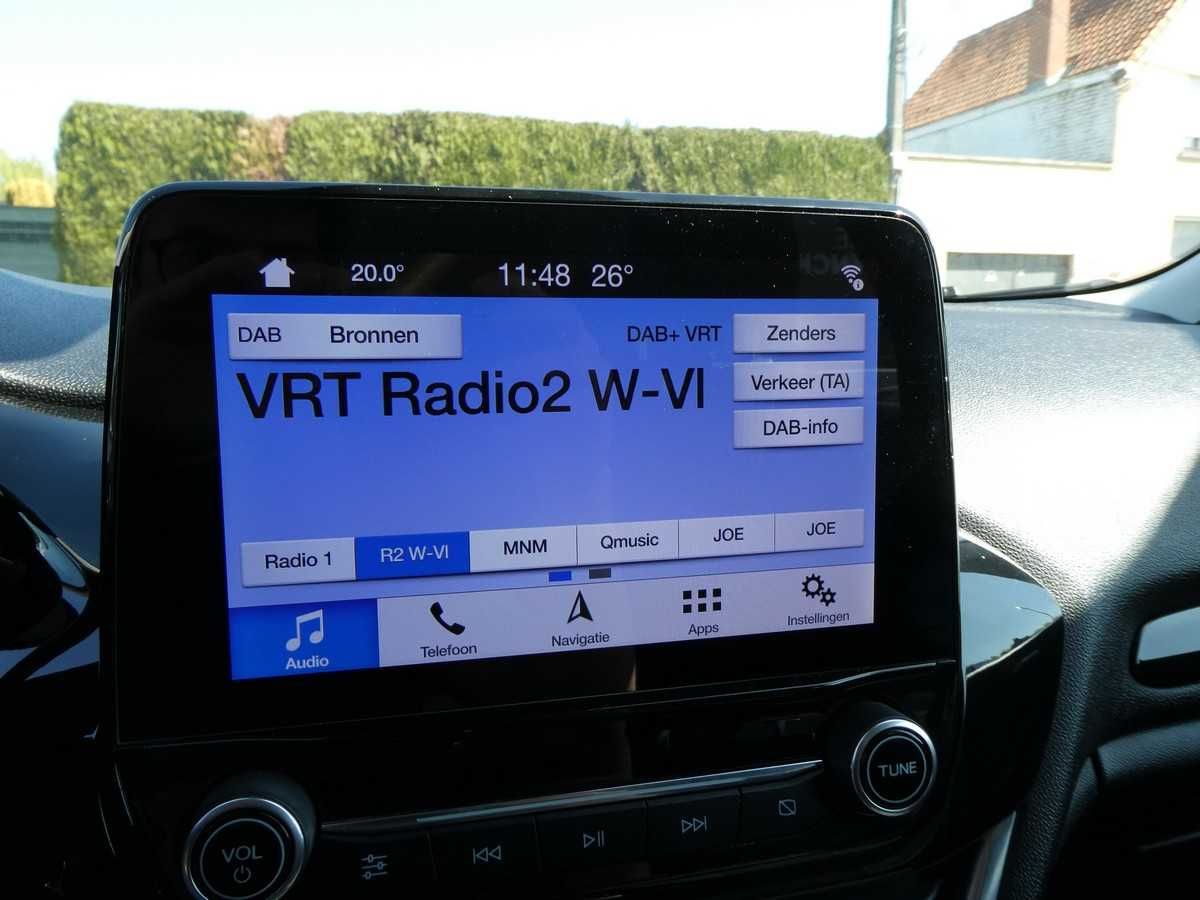 20.0° 11:48 26°
DAB Bronnen DAB+ VRT Zenders
VRT Radio2 W-Vl
Verkeer (TA)
DAB-info
Radio 1 R2 W-Vl MNM Qmusic JOE JOE
Audio Telefoon Navigatie Apps Instellingen
TUNE
VOL